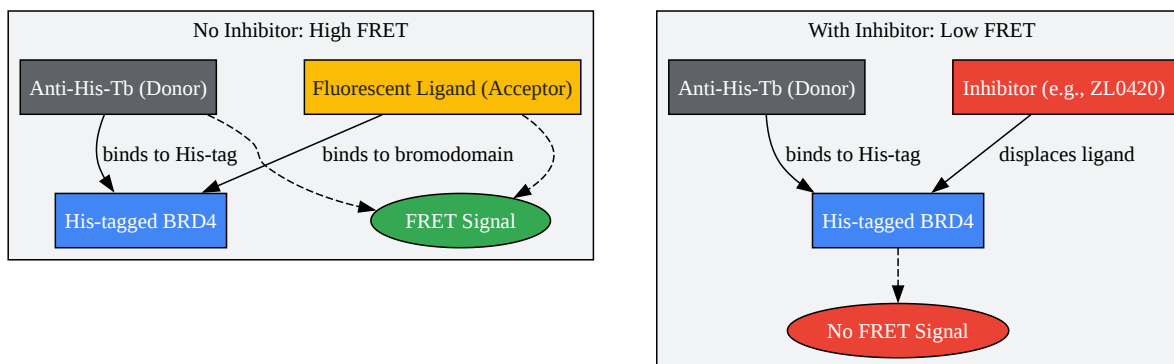 No Inhibitor: High FRET
Anti-His-Tb (Donor)
Fluorescent Ligand (Acceptor)
binds to His-tag
binds to bromodomain
His-tagged BRD4
FRET Signal
With Inhibitor: Low FRET
Anti-His-Tb (Donor)
Inhibitor (e.g., ZL0420)
binds to His-tag
displaces ligand
His-tagged BRD4
No FRET Signal